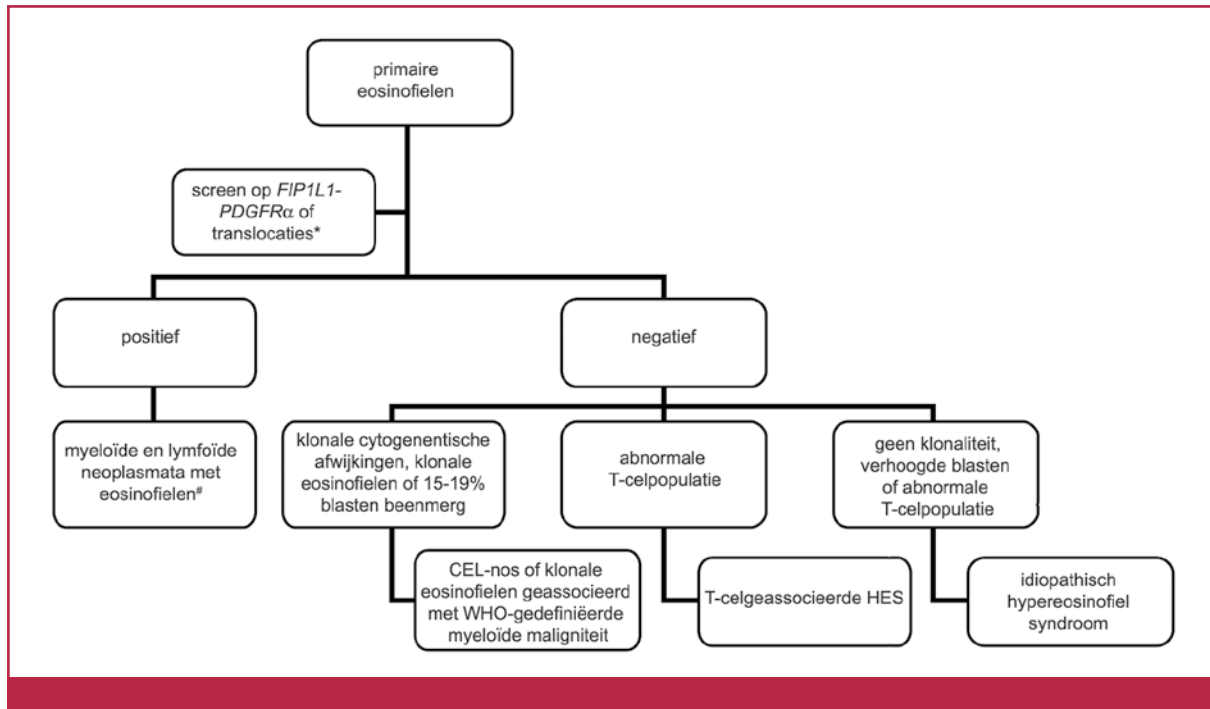 primaire
eosinofielen
screen op FIP1L1-
PDGFRα of
translocaties*
positief
negatief
myeloïde en lymfoïde
neoplasmata met
eosinofielen#
klonale cytogenentische
afwijkingen, klonale
eosinofielen of 15-19%
blasten beenmerg
abnormale
T-celpopulatie
geen klonaliteit,
verhoogde blasten
of abnormale
T-celpopulatie
CEL-nos of klonale
eosinofielen geassocieerd
met WHO-gedefiniëerde
myeloïde maligniteit
T-celgeassocieerde HES
idiopathisch
hypereosinofiel
syndroom